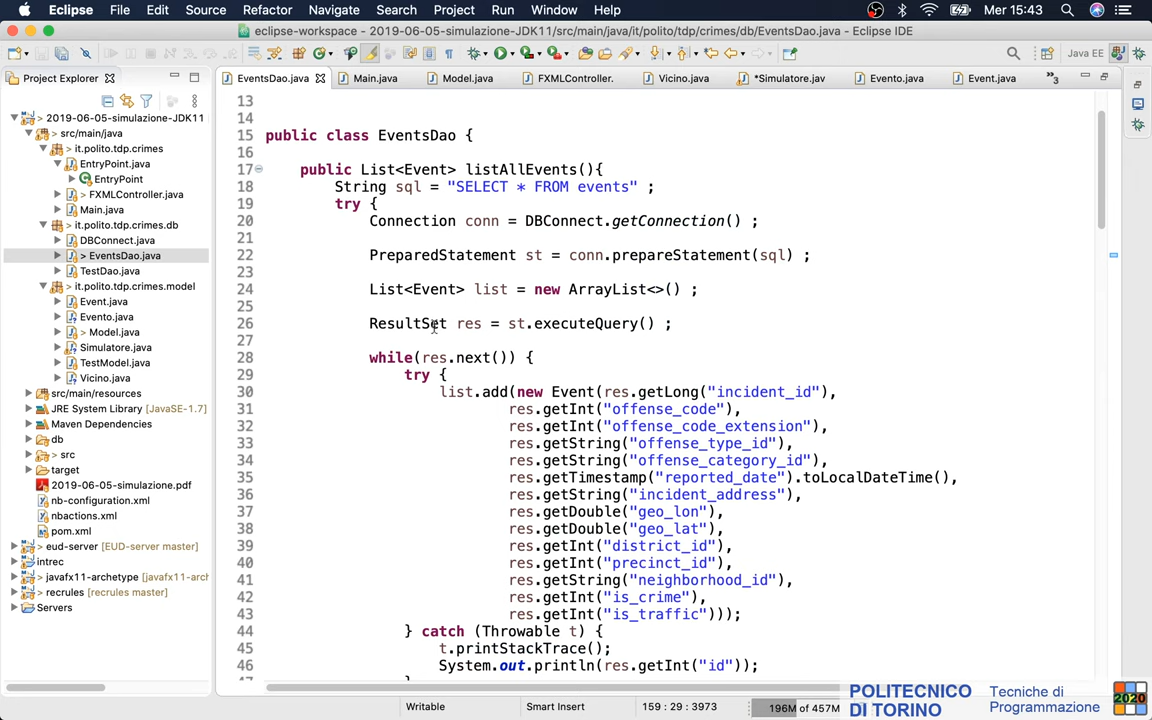 Eclipse File Edit Source Refactor Navigate Search Project Run Window Help Mer 15:43
eclipse-workspace - 2019-06-05-simulazione-JDK11/src/main/java/it/polito/tdp/crimes/db/EventsDao.java - Eclipse IDE
Java EE
Project Explorer
EventsDao.java Main.java Model.java FXMLController. Vicino.java *Simulatore.jav Evento.java Event.java »3
2019-06-05-simulazione-JDK11
src/main/java
it.polito.tdp.crimes
EntryPoint.java
EntryPoint
> FXMLController.java
Main.java
it.polito.tdp.crimes.db
DBConnect.java
> EventsDao.java
TestDao.java
it.polito.tdp.crimes.model
Event.java
Evento.java
> Model.java
Simulatore.java
TestModel.java
Vicino.java
src/main/resources
JRE System Library [JavaSE-1.7]
Maven Dependencies
db
> src
target
2019-06-05-simulazione.pdf
nb-configuration.xml
nbactions.xml
pom.xml
> eud-server [EUD-server master]
intrec
> javafx11-archetype [javafx11-arch
> recrules [recrules master]
Servers
13
14
15 public class EventsDao {
16
17 public List<Event> listAllEvents(){
18 String sql = "SELECT * FROM events" ;
19 try {
20 Connection conn = DBConnect.getConnection() ;
21
22 PreparedStatement st = conn.prepareStatement(sql) ;
23
24 List<Event> list = new ArrayList<>() ;
25
26 ResultSet res = st.executeQuery() ;
27
28 while(res.next()) {
29 try {
30 list.add(new Event(res.getLong("incident_id"),
31 res.getInt("offense_code"),
32 res.getInt("offense_code_extension"),
33 res.getString("offense_type_id"),
34 res.getString("offense_category_id"),
35 res.getTimestamp("reported_date").toLocalDateTime(),
36 res.getString("incident_address"),
37 res.getDouble("geo_lon"),
38 res.getDouble("geo_lat"),
39 res.getInt("district_id"),
40 res.getInt("precinct_id"),
41 res.getString("neighborhood_id"),
42 res.getInt("is_crime"),
43 res.getInt("is_traffic")));
44 } catch (Throwable t) {
45 t.printStackTrace();
46 System.out.println(res.getInt("id"));
Writable Smart Insert 159 : 29 : 3973 196M of 457M
POLITECNICO
DI TORINO
Tecniche di
Programmazione
2020